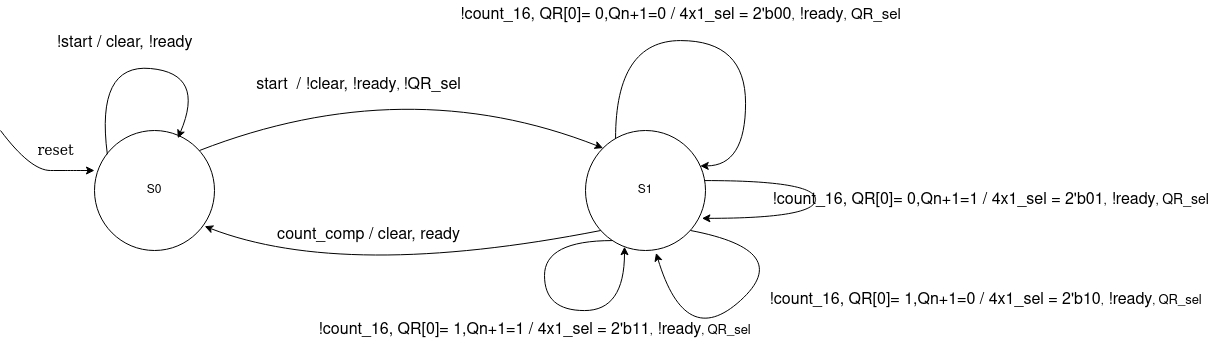 !count_16, QR[0]= 0,Qn+1=0 / 4x1_sel = 2'b00, !ready, QR_sel
!start / clear, !ready
start / !clear, !ready, !QR_sel
reset
S0
S1
!count_16, QR[0]= 0,Qn+1=1 / 4x1_sel = 2'b01, !ready, QR_sel
count_comp / clear, ready
!count_16, QR[0]= 1,Qn+1=0 / 4x1_sel = 2'b10, !ready, QR_sel
!count_16, QR[0]= 1,Qn+1=1 / 4x1_sel = 2'b11, !ready, QR_sel